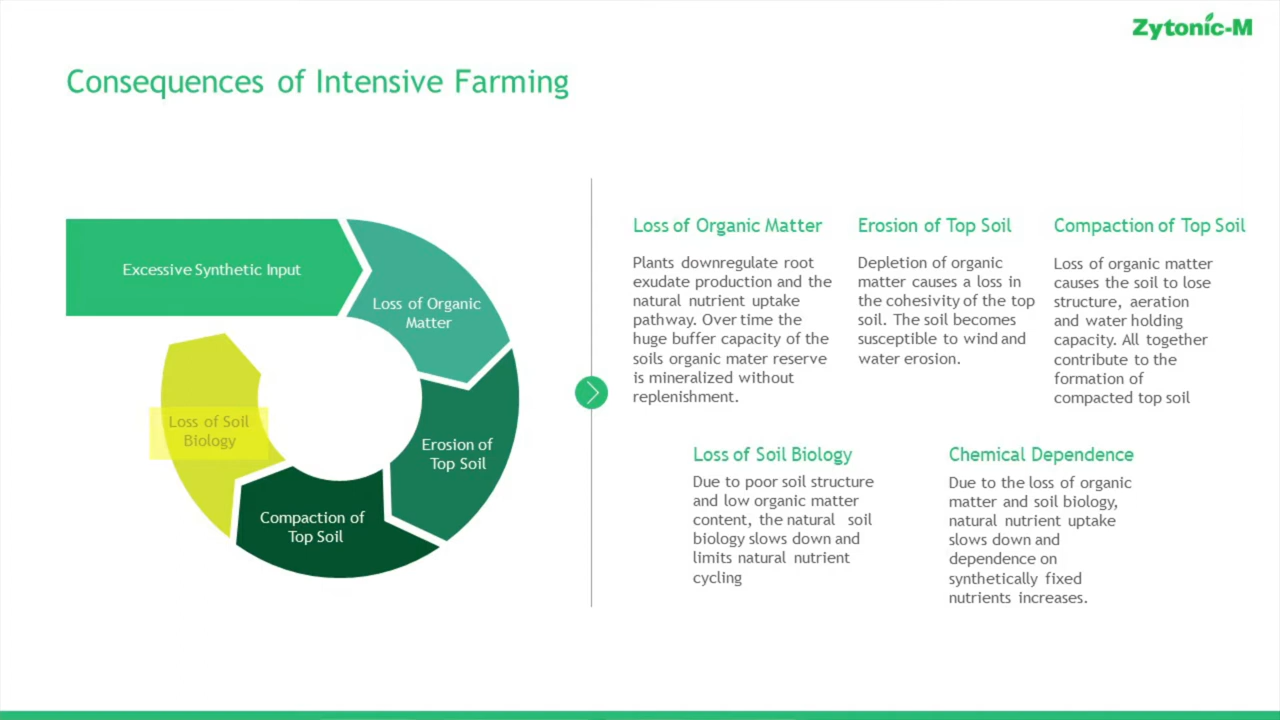 Zytonic-M
Consequences of Intensive Farming
Excessive Synthetic Input
Loss of Organic
Matter
Erosion of
Top Soil
Compaction of
Top Soil
Loss of Soil
Biology
Loss of Organic Matter
Plants downregulate root
exudate production and the
natural nutrient uptake
pathway. Over time the
huge buffer capacity of the
soils organic mater reserve
is mineralized without
replenishment.
Erosion of Top Soil
Depletion of organic
matter causes a loss in
the cohesivity of the top
soil. The soil becomes
susceptible to wind and
water erosion.
Compaction of Top Soil
Loss of organic matter
causes the soil to lose
structure, aeration
and water holding
capacity. All together
contribute to the
formation of
compacted top soil
Loss of Soil Biology
Due to poor soil structure
and low organic matter
content, the natural soil
biology slows down and
limits natural nutrient
cycling
Chemical Dependence
Due to the loss of organic
matter and soil biology,
natural nutrient uptake
slows down and
dependence on
synthetically fixed
nutrients increases.